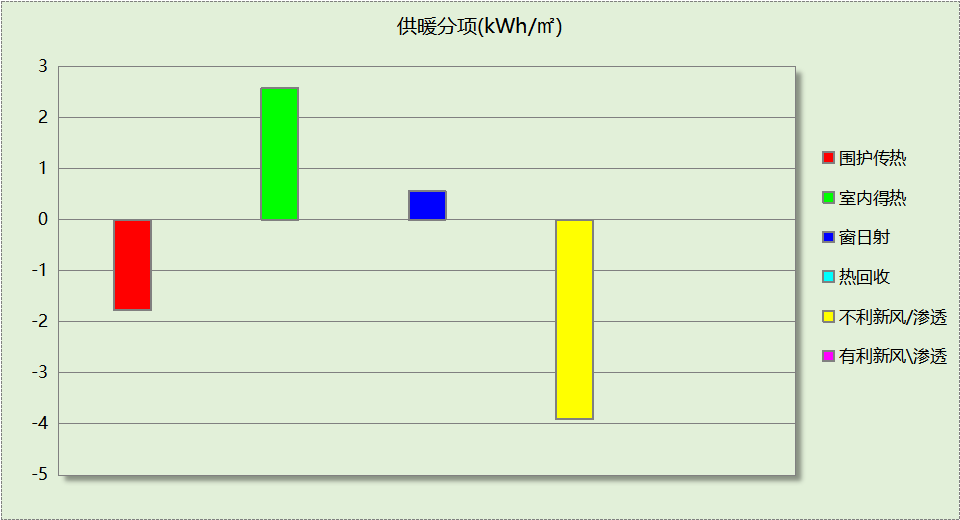 供暖分项(kWh/㎡)
3
2
1
0
-1
-2
-3
-4
-5
围护传热
室内得热
窗日射
热回收
不利新风/渗透
有利新风\渗透